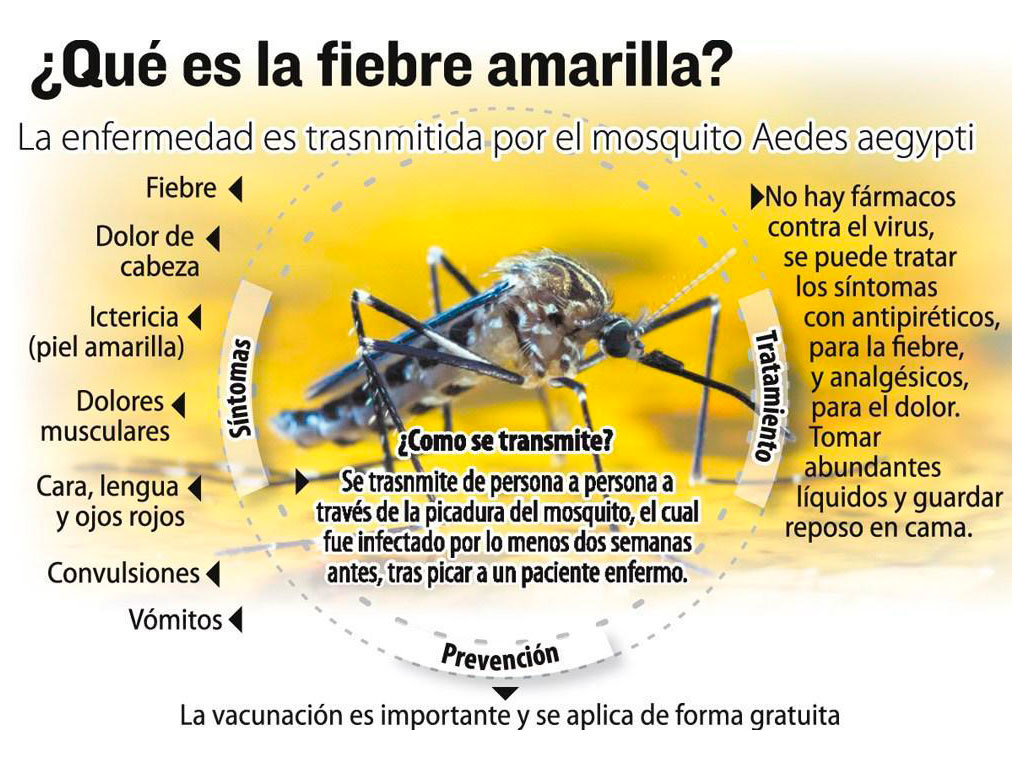 ¿Qué es la fiebre amarilla?
La enfermedad es trasnmitida por el mosquito Aedes aegypti
Síntomas
Fiebre
Dolor de
cabeza
Ictericia
(piel amarilla)
Dolores
musculares
Cara, lengua
y ojos rojos
Convulsiones
Vómitos
¿Como se transmite?
Se trasnmite de persona a persona a
través de la picadura del mosquito, el cual
fue infectado por lo menos dos semanas
antes, tras picar a un paciente enfermo.
Tratamiento
No hay fármacos
contra el virus,
se puede tratar
los síntomas
con antipiréticos,
para la fiebre,
y analgésicos,
para el dolor.
Tomar
abundantes
líquidos y guardar
reposo en cama.
Prevención
La vacunación es importante y se aplica de forma gratuita